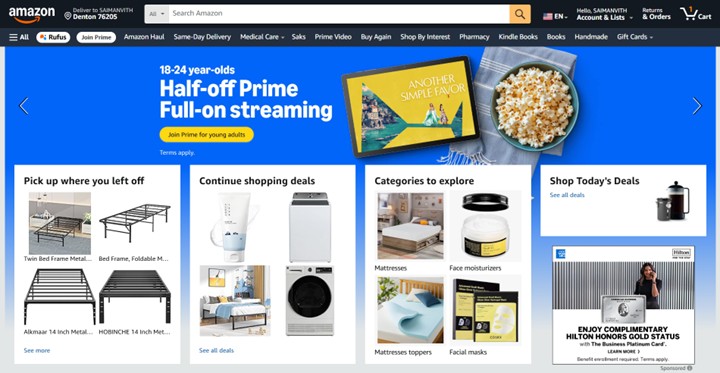 amazon
Deliver to SAIMANVITH
Denton 76205
All
Search Amazon
EN
Hello, SAIMANVITH
Account & Lists
Returns
& Orders
1
Cart
All
Rufus
Join Prime
Amazon Haul
Same-Day Delivery
Medical Care
Saks
Prime Video
Buy Again
Shop By Interest
Pharmacy
Kindle Books
Books
Handmade
Gift Cards
18-24 year-olds
Half-off Prime
Full-on streaming
Join Prime for young adults
Terms apply.
ANOTHER
SIMPLE FAVOR
Pick up where you left off
Twin Bed Frame Metal...
Bed Frame, Foldable M...
Alkmaar 14 Inch Metal...
HOBINCHE 14 Inch Met...
See more
Continue shopping deals
See all deals
Categories to explore
Mattresses
Face moisturizers
Mattresses toppers
Facial masks
Shop Today's Deals
See all deals
Hilton
ENJOY COMPLIMENTARY
HILTON HONORS GOLD STATUS
with The Business Platinum Card®.
LEARN MORE
Benefit enrollment required. Terms apply.
Sponsored